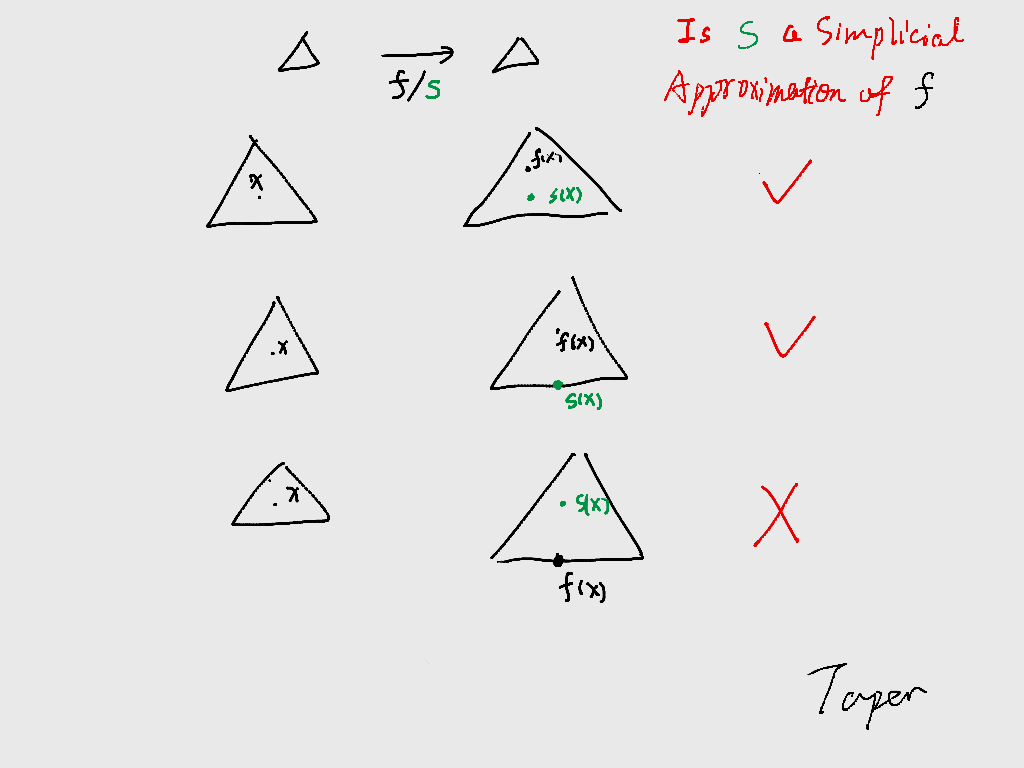 Is S a Simplicial
Approximation of f
f/s
x
f(x)
s(x)
x
f(x)
s(x)
x
s(x)
f(x)
Taper